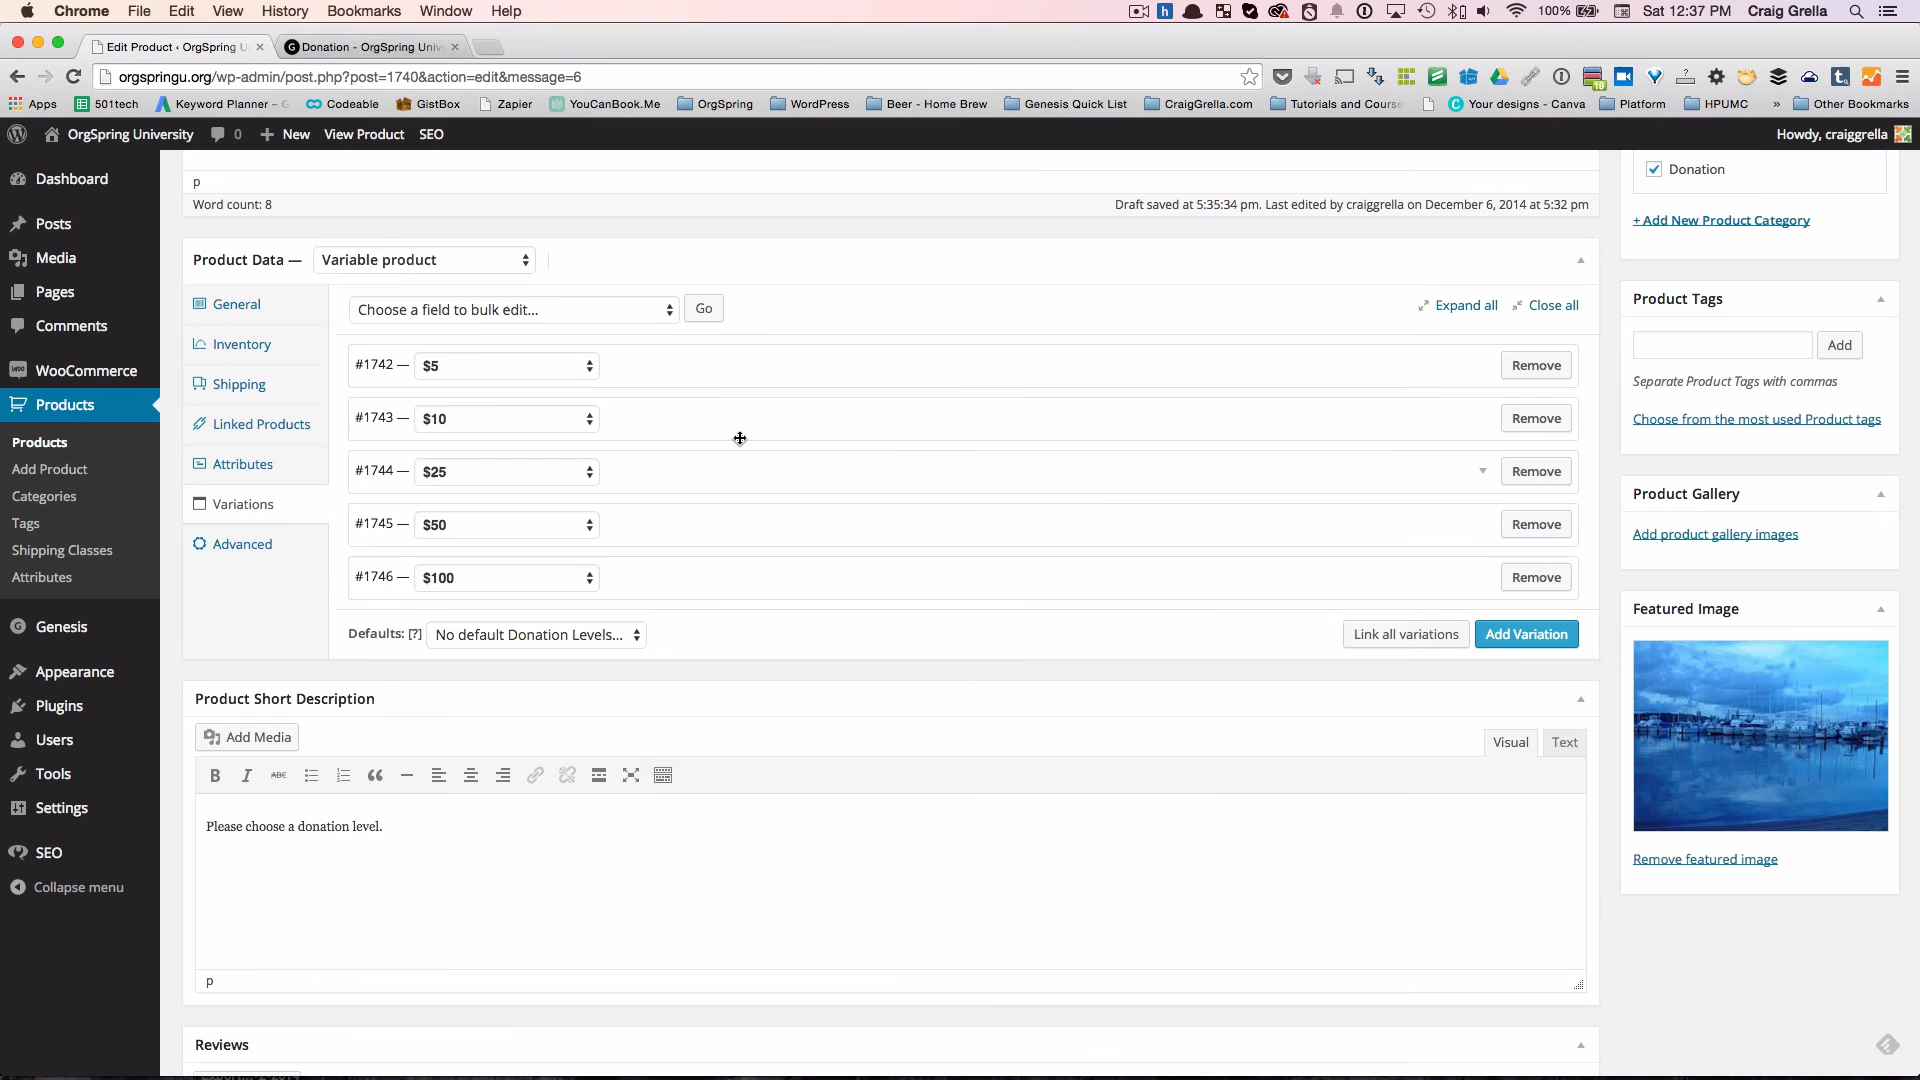 Chrome File Edit View History Bookmarks Window Help 100% Sat 12:37 PM Craig Grella
Edit Product ‹ OrgSpring U Donation - OrgSpring Unive
orgspringu.org/wp-admin/post.php?post=1740&action=edit&message=6
Apps 501tech Keyword Planner – G Codeable GistBox Zapier YouCanBook.Me OrgSpring WordPress Beer - Home Brew Genesis Quick List CraigGrella.com Tutorials and Course Your designs - Canva Platform HPUMC » Other Bookmarks
OrgSpring University 0 New View Product SEO Howdy, craiggrella
Dashboard
Posts
Media
Pages
Comments
WooCommerce
Products
Products
Add Product
Categories
Tags
Shipping Classes
Attributes
Genesis
Appearance
Plugins
Users
Tools
Settings
SEO
Collapse menu
p
Word count: 8 Draft saved at 5:35:34 pm. Last edited by craiggrella on December 6, 2014 at 5:32 pm
Product Data — Variable product
General
Inventory
Shipping
Linked Products
Attributes
Variations
Advanced
Choose a field to bulk edit... Go Expand all Close all
#1742 — $5 Remove
#1743 — $10 Remove
#1744 — $25 Remove
#1745 — $50 Remove
#1746 — $100 Remove
Defaults: [?] No default Donation Levels... Link all variations Add Variation
Product Short Description
Add Media Visual Text
B I ABC
Please choose a donation level.
p
Reviews
Donation
+ Add New Product Category
Product Tags
Add
Separate Product Tags with commas
Choose from the most used Product tags
Product Gallery
Add product gallery images
Featured Image
Remove featured image